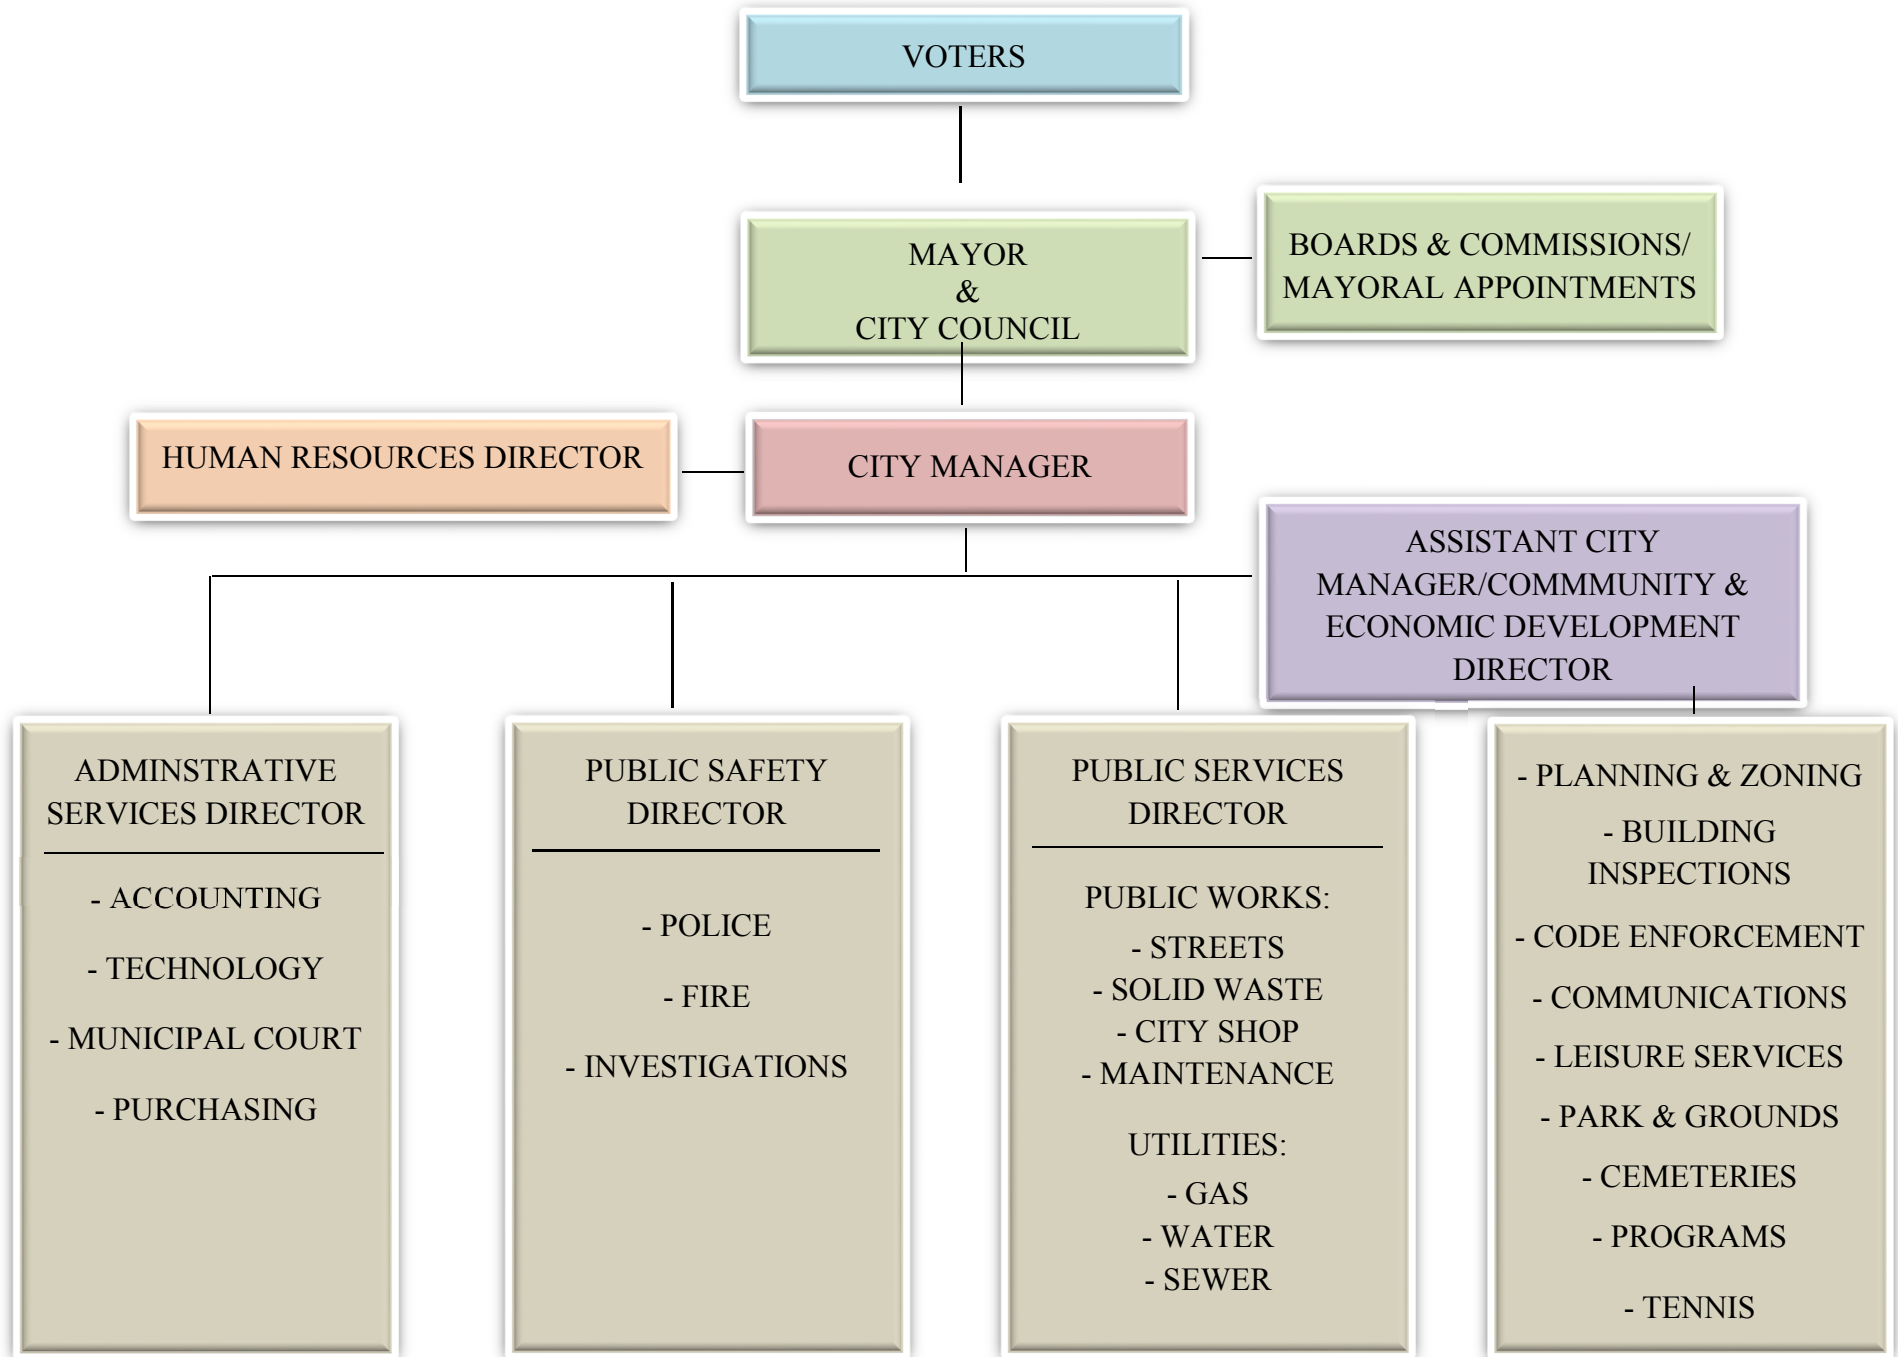 VOTERS
MAYOR
&
CITY COUNCIL
BOARDS & COMMISSIONS/
MAYORAL APPOINTMENTS
HUMAN RESOURCES DIRECTOR
CITY MANAGER
ASSISTANT CITY
MANAGER/COMMMUNITY &
ECONOMIC DEVELOPMENT
DIRECTOR
ADMINSTRATIVE
SERVICES DIRECTOR
- ACCOUNTING
- TECHNOLOGY
- MUNICIPAL COURT
- PURCHASING
PUBLIC SAFETY
DIRECTOR
- POLICE
- FIRE
- INVESTIGATIONS
PUBLIC SERVICES
DIRECTOR
PUBLIC WORKS:
- STREETS
- SOLID WASTE
- CITY SHOP
- MAINTENANCE
UTILITIES:
- GAS
- WATER
- SEWER
- PLANNING & ZONING
- BUILDING
INSPECTIONS
- CODE ENFORCEMENT
- COMMUNICATIONS
- LEISURE SERVICES
- PARK & GROUNDS
- CEMETERIES
- PROGRAMS
- TENNIS